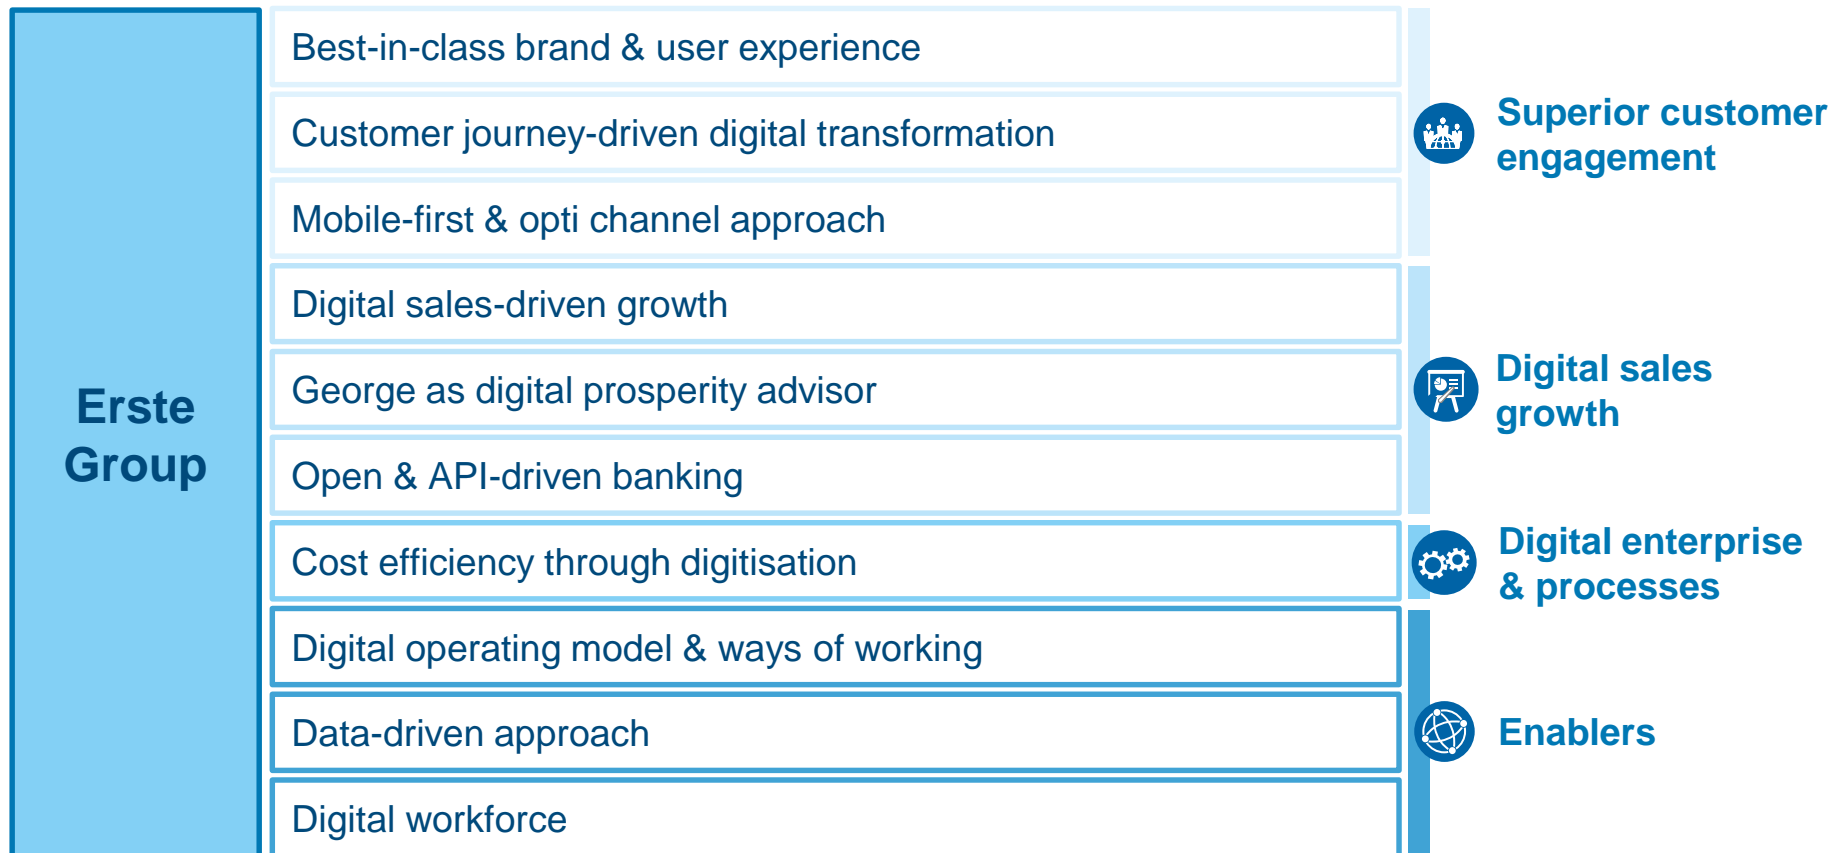 Erste
Group
Best-in-class brand & user experience
Customer journey-driven digital transformation
Mobile-first & opti channel approach
Superior customer
engagement
Digital sales-driven growth
George as digital prosperity advisor
Open & API-driven banking
Digital sales
growth
Cost efficiency through digitisation
Digital enterprise
& processes
Digital operating model & ways of working
Data-driven approach
Digital workforce
Enablers